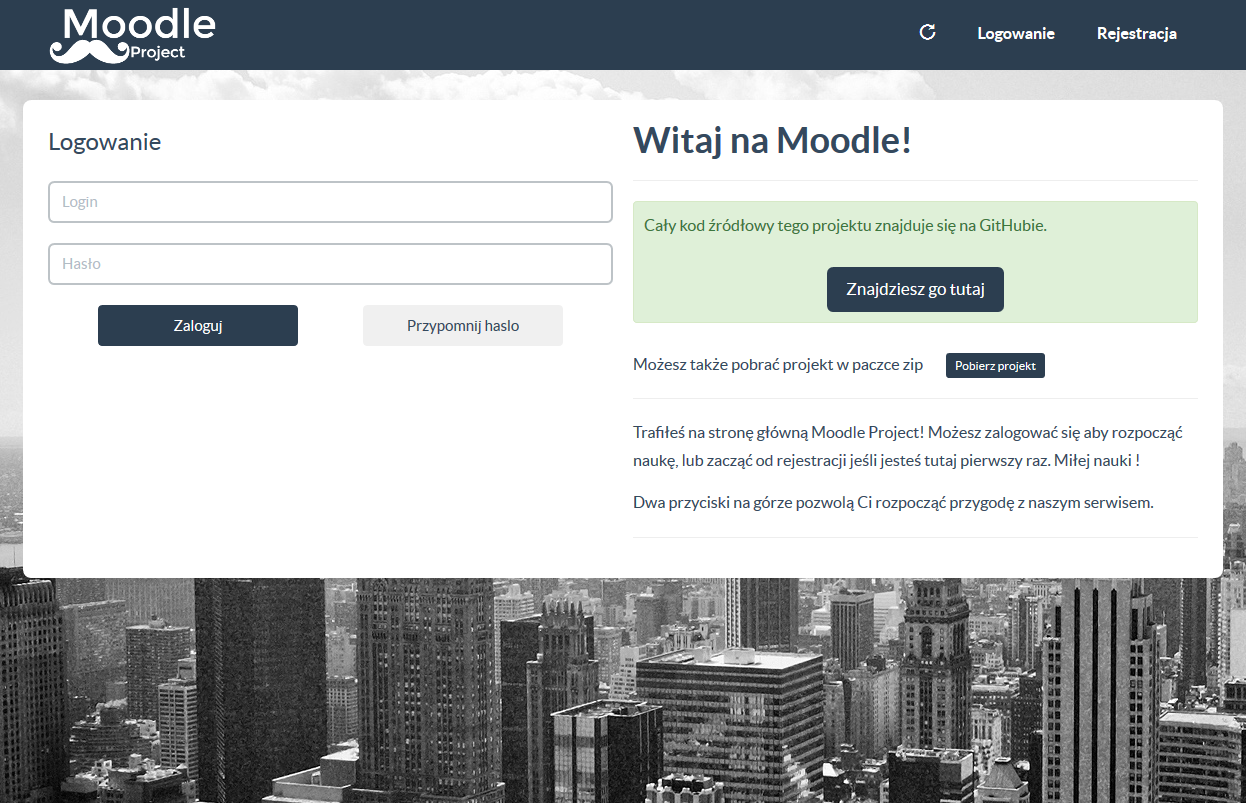 Moodle
Project
Logowanie
Rejestracja
Logowanie
Login
Hasło
Zaloguj
Przypomnij haslo
Witaj na Moodle!
Cały kod źródłowy tego projektu znajduje się na GitHubie.
Znajdziesz go tutaj
Możesz także pobrać projekt w paczce zip
Pobierz projekt
Trafiłeś na stronę główną Moodle Project! Możesz zalogować się aby rozpocząć
naukę, lub zacząć od rejestracji jeśli jesteś tutaj pierwszy raz. Miłej nauki !
Dwa przyciski na górze pozwolą Ci rozpocząć przygodę z naszym serwisem.